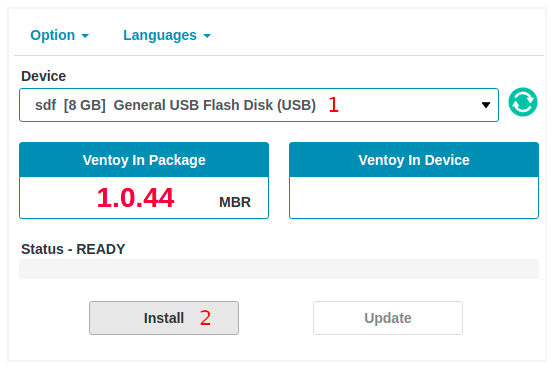 Option Languages
Device
sdf [8 GB] General USB Flash Disk (USB) 1
Ventoy In Package Ventoy In Device
1.0.44 MBR
Status - READY
Install 2 Update